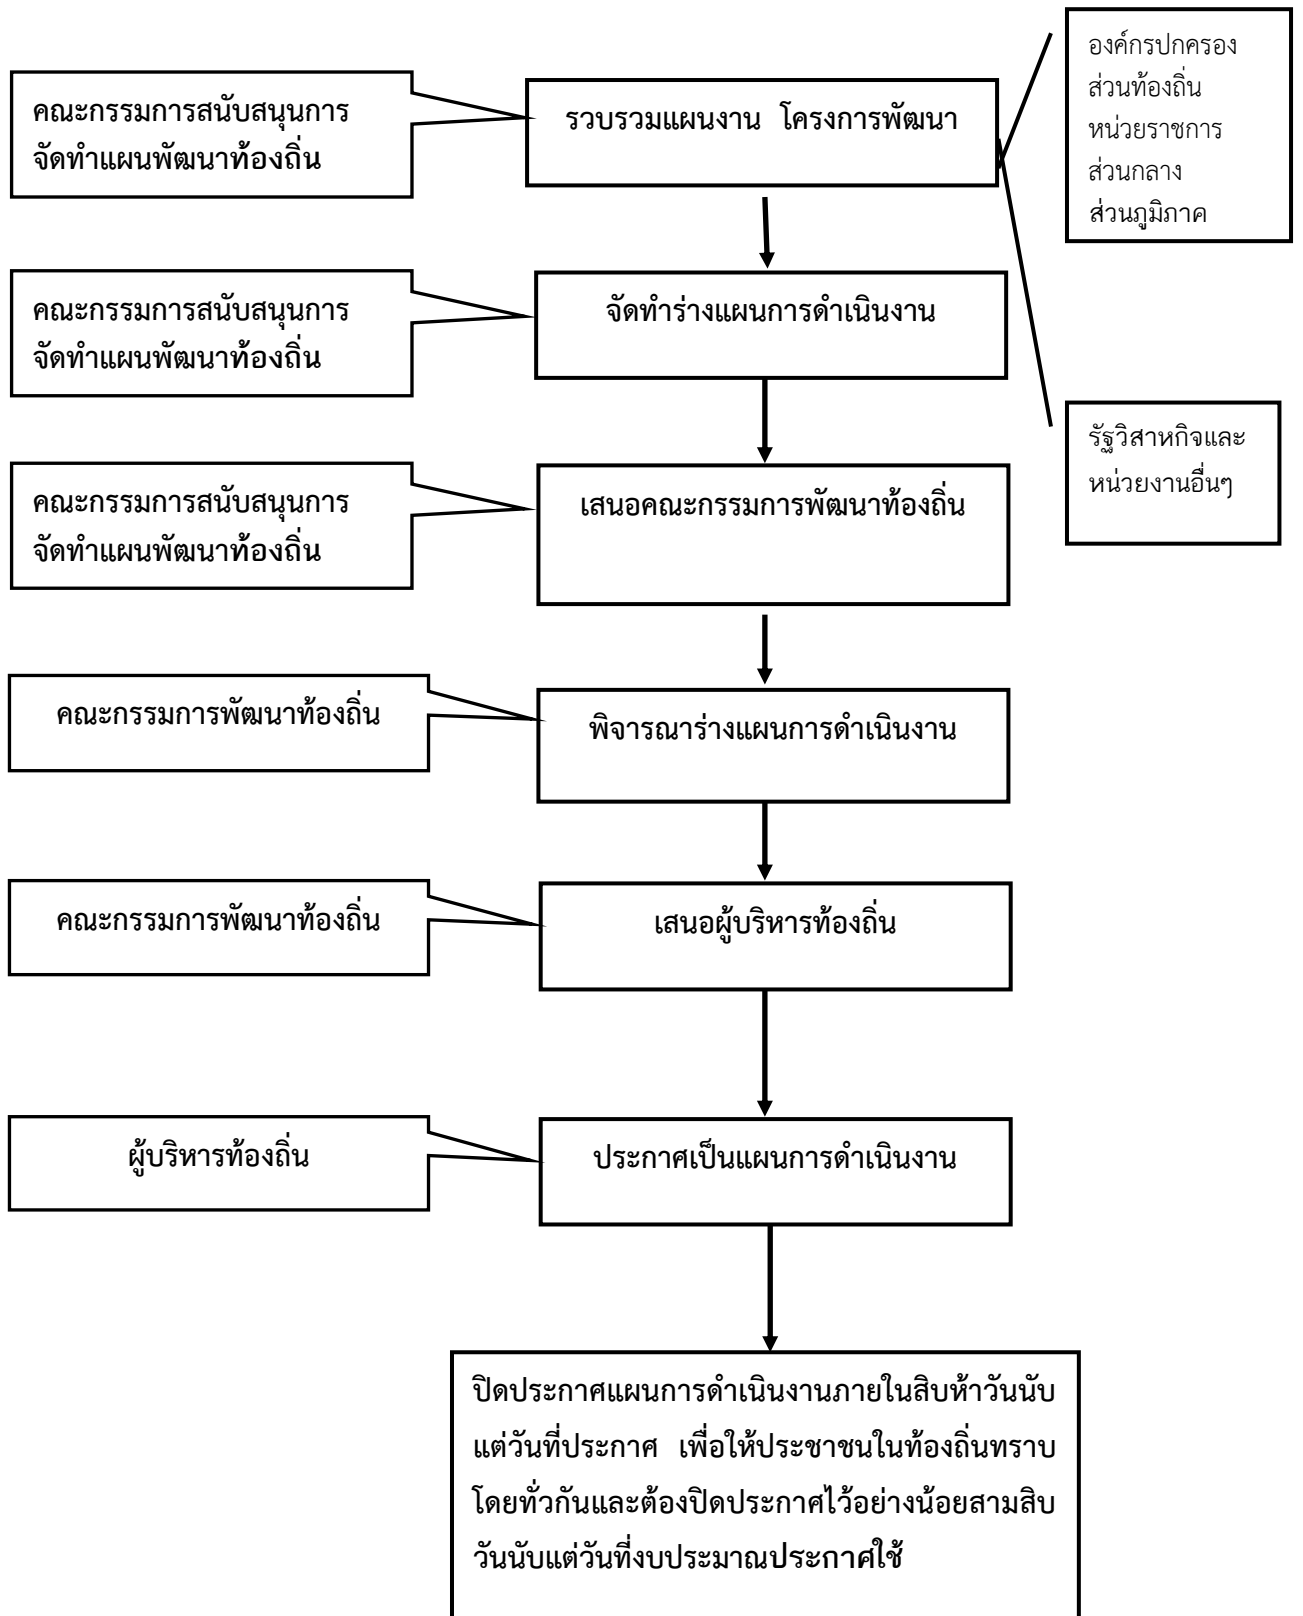 องค์กรปกครอง
ส่วนท้องถิ่น
หน่วยราชการ
ส่วนกลาง
ส่วนภูมิภาค
คณะกรรมการสนับสนุนการ
จัดทำแผนพัฒนาท้องถิ่น
รวบรวมแผนงาน โครงการพัฒนา
คณะกรรมการสนับสนุนการ
จัดทำแผนพัฒนาท้องถิ่น
จัดทำร่างแผนการดำเนินงาน
รัฐวิสาหกิจและ
หน่วยงานอื่นๆ
คณะกรรมการสนับสนุนการ
จัดทำแผนพัฒนาท้องถิ่น
เสนอคณะกรรมการพัฒนาท้องถิ่น
คณะกรรมการพัฒนาท้องถิ่น
พิจารณาร่างแผนการดำเนินงาน
คณะกรรมการพัฒนาท้องถิ่น
เสนอผู้บริหารท้องถิ่น
ผู้บริหารท้องถิ่น
ประกาศเป็นแผนการดำเนินงาน
ปิดประกาศแผนการดำเนินงานภายในสิบห้าวันนับ
แต่วันที่ประกาศ เพื่อให้ประชาชนในท้องถิ่นทราบ
โดยทั่วกันและต้องปิดประกาศไว้อย่างน้อยสามสิบ
วันนับแต่วันที่งบประมาณประกาศใช้